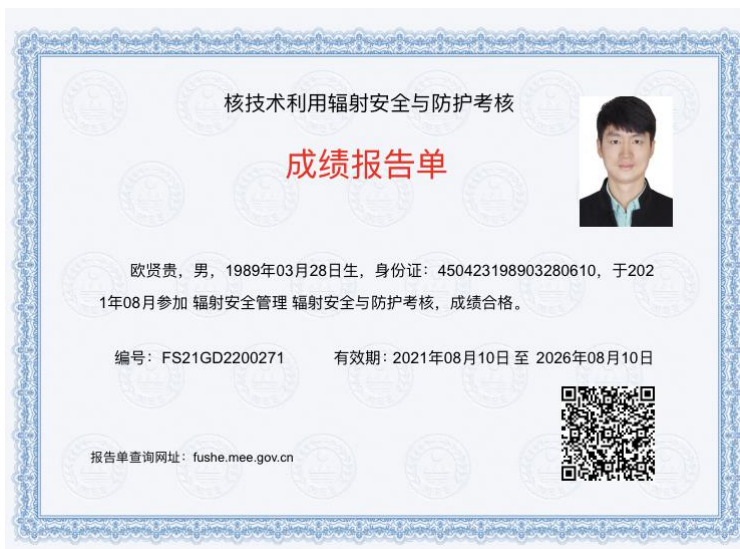 核技术利用辐射安全与防护考核
成绩报告单
欧贤贵，男，1989年03月28日生，身份证：450423198903280610，于202
1年08月参加 辐射安全管理 辐射安全与防护考核，成绩合格。
编号：FS21GD2200271 有效期：2021年08月10日 至 2026年08月10日
报告单查询网址：fushe.mee.gov.cn